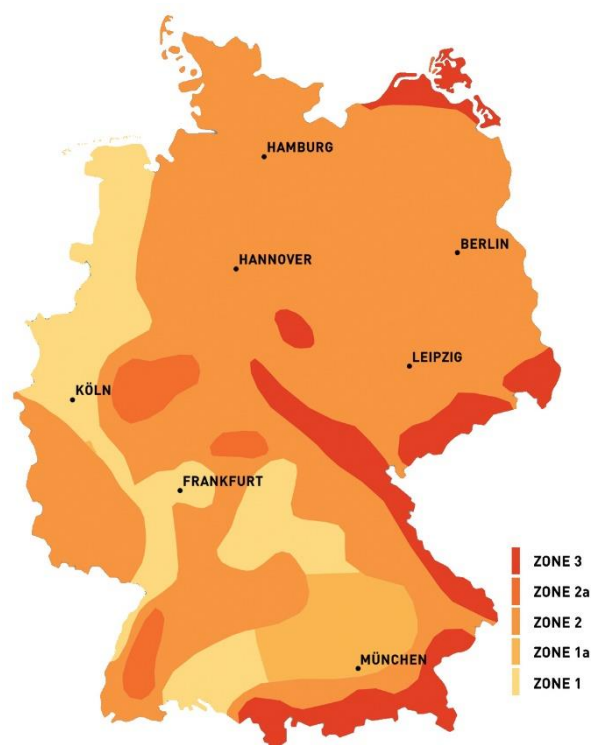 HAMBURG
BERLIN
HANNOVER
LEIPZIG
KÖLN
FRANKFURT
ZONE 3
ZONE 2a
ZONE 2
ZONE 1a
MÜNCHEN
ZONE 1